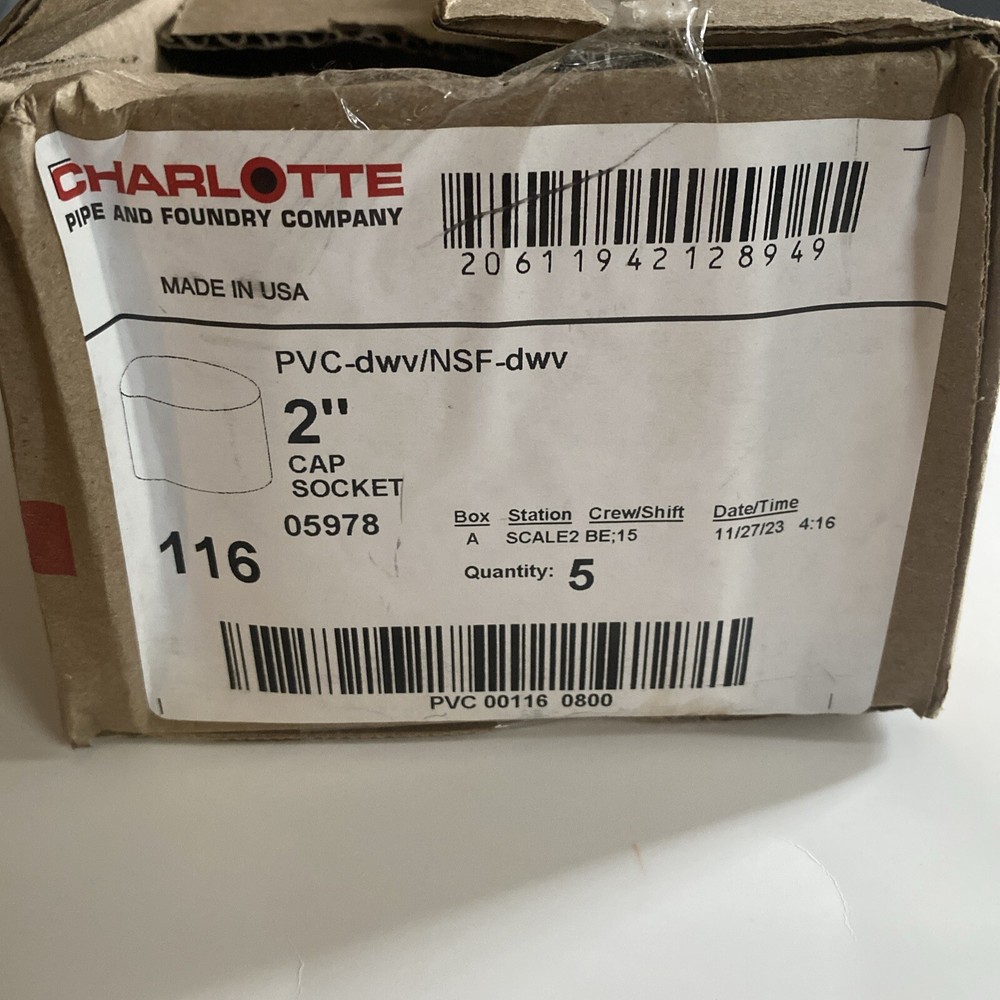 CHARLOTTE
PIPE AND FOUNDRY COMPANY
20611942128949
MADE IN USA
PVC-dwv/NSF-dwv
2"
CAP
SOCKET
05978
116
Box Station Crew/Shift Date/Time
A SCALE2 BE;15 11/27/23 4:16
Quantity: 5
PVC 00116 0800